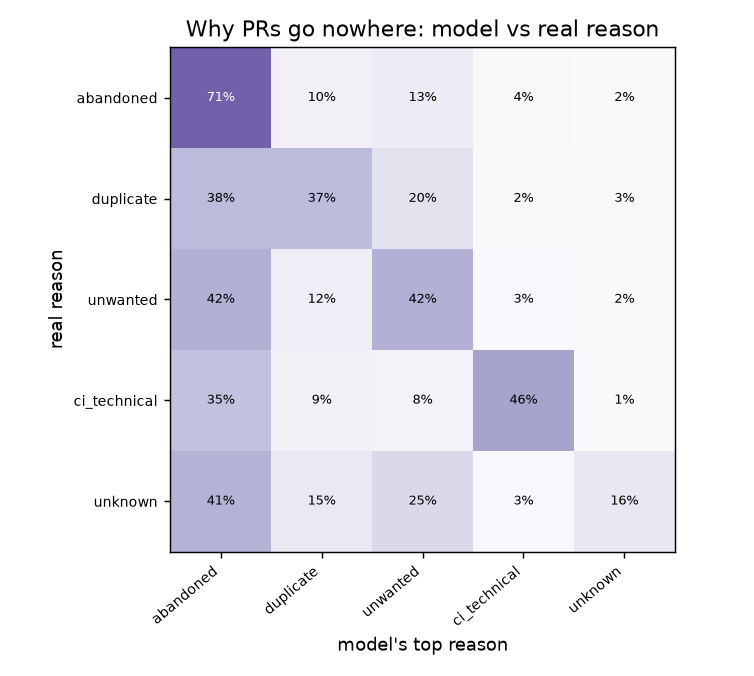 Why PRs go nowhere: model vs real reason
real reason
abandoned 71% 10% 13% 4% 2%
duplicate 38% 37% 20% 2% 3%
unwanted 42% 12% 42% 3% 2%
ci_technical 35% 9% 8% 46% 1%
unknown 41% 15% 25% 3% 16%
abandoned duplicate unwanted ci_technical unknown
model's top reason